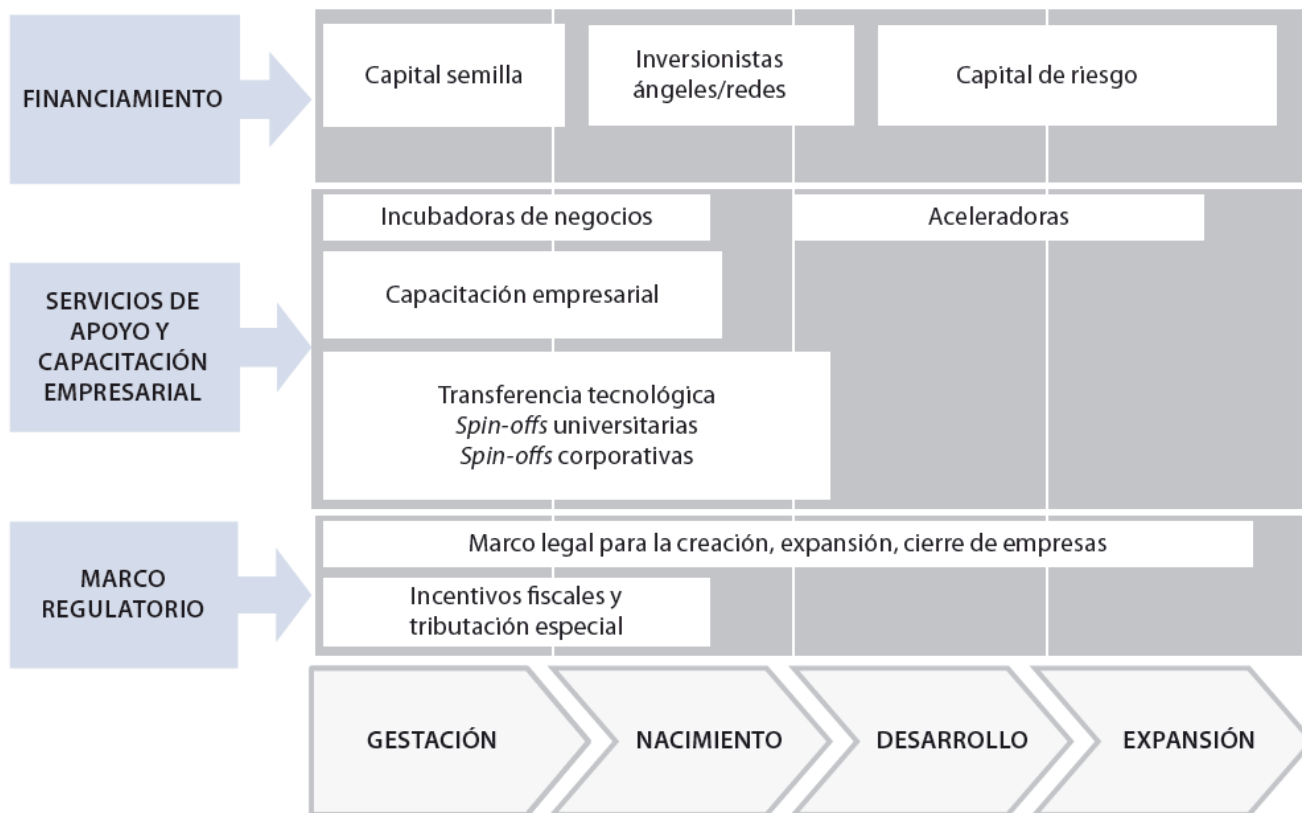 FINANCIAMIENTO
Capital semilla
Inversionistas
ángeles/redes
Capital de riesgo
SERVICIOS DE
APOYO Y
CAPACITACIÓN
EMPRESARIAL
Incubadoras de negocios
Aceleradoras
Capacitación empresarial
Transferencia tecnológica
Spin-offs universitarias
Spin-offs corporativas
MARCO
REGULATORIO
Marco legal para la creación, expansión, cierre de empresas
Incentivos fiscales y
tributación especial
GESTACIÓN
NACIMIENTO
DESARROLLO
EXPANSIÓN